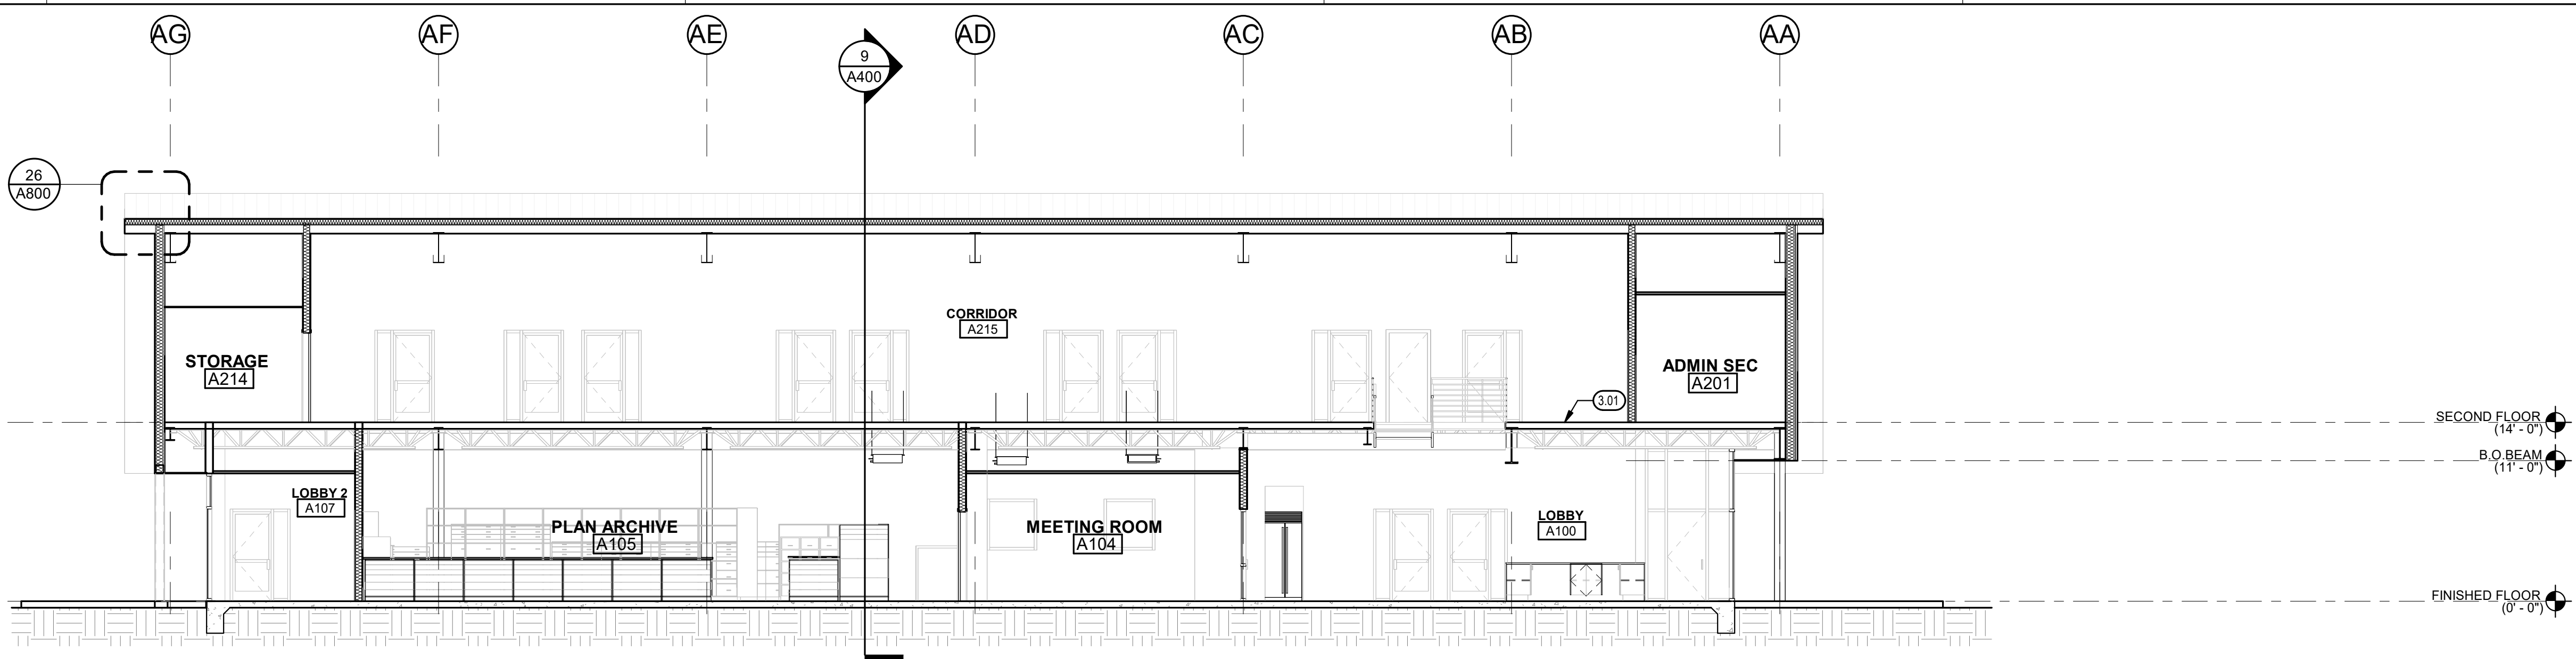 AG
AF
AE
AD
AC
AB
AA
9
A400
26
A800
CORRIDOR
A215
STORAGE
A214
ADMIN SEC
A201
3.01
SECOND FLOOR
(14' - 0")
B.O.BEAM
(11' - 0")
LOBBY 2
A107
PLAN ARCHIVE
A105
MEETING ROOM
A104
LOBBY
A100
FINISHED FLOOR
(0' - 0")